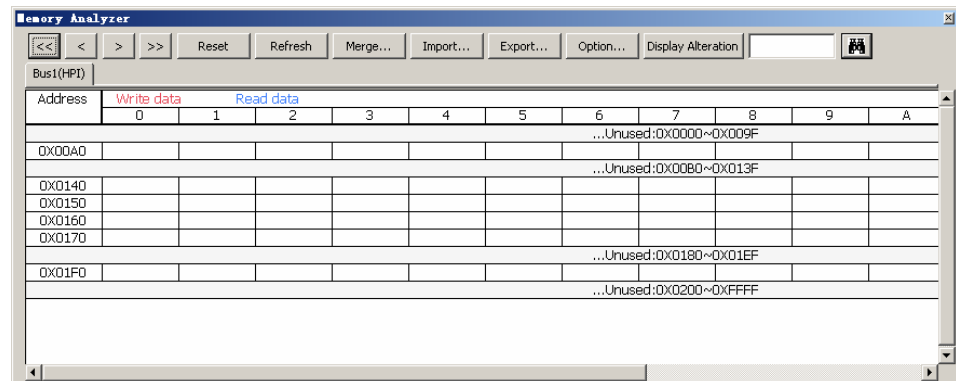 Memory Analyzer
<< < > >> Reset Refresh Merge... Import... Export... Option... Display Alteration
Bus1(HPI)
Address Write data Read data
0 1 2 3 4 5 6 7 8 9 A
...Unused:0X0000~0X009F
0X00A0
...Unused:0X00B0~0X013F
0X0140
0X0150
0X0160
0X0170
...Unused:0X0180~0X01EF
0X01F0
...Unused:0X0200~0XFFFF